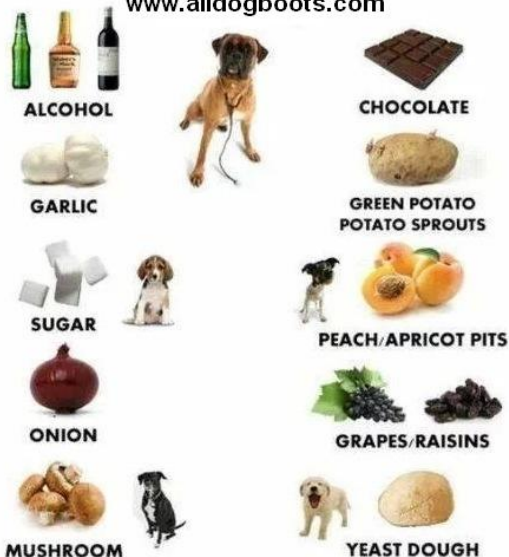 www.alldogboots.com
ALCOHOL
CHOCOLATE
GARLIC
GREEN POTATO
POTATO SPROUTS
SUGAR
PEACH/APRICOT PITS
ONION
GRAPES/RAISINS
MUSHROOM
YEAST DOUGH